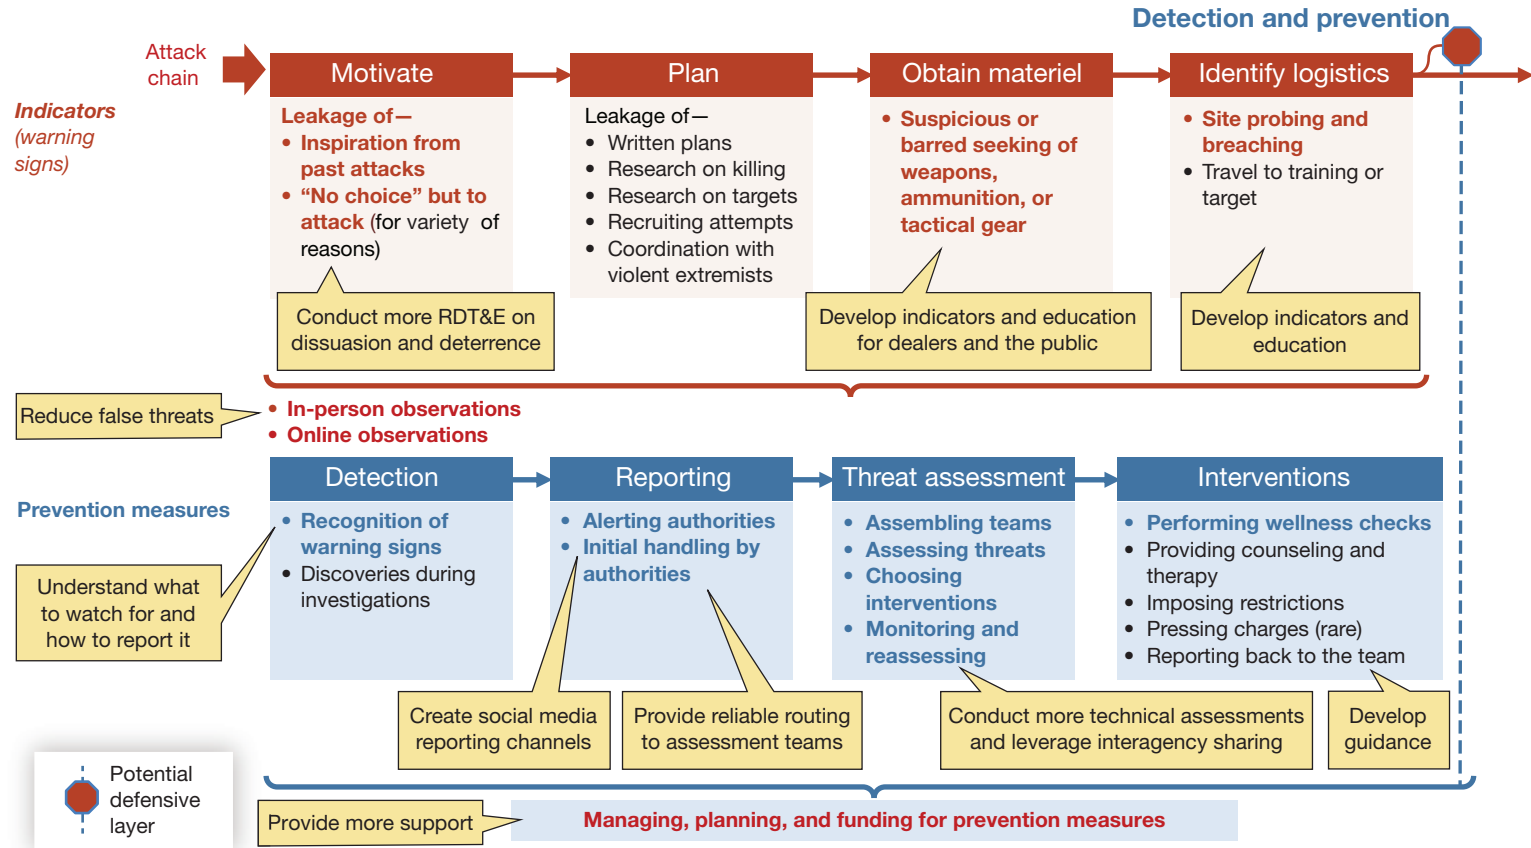 Detection and prevention
Attack
chain
Motivate
Plan
Obtain materiel
Identify logistics
Indicators
(warning
signs)
Leakage of—
• Inspiration from
past attacks
• “No choice” but to
attack (for variety of
reasons)
Leakage of—
• Written plans
• Research on killing
• Research on targets
• Recruiting attempts
• Coordination with
violent extremists
• Suspicious or
barred seeking of
weapons,
ammunition, or
tactical gear
• Site probing and
breaching
• Travel to training or
target
Conduct more RDT&E on
dissuasion and deterrence
Develop indicators and education
for dealers and the public
Develop indicators and
education
Reduce false threats
• In-person observations
• Online observations
Detection
Reporting
Threat assessment
Interventions
Prevention measures
• Recognition of
warning signs
• Discoveries during
investigations
• Alerting authorities
• Initial handling by
authorities
• Assembling teams
• Assessing threats
• Choosing
interventions
• Monitoring and
reassessing
• Performing wellness checks
• Providing counseling and
therapy
• Imposing restrictions
• Pressing charges (rare)
• Reporting back to the team
Understand what
to watch for and
how to report it
Create social media
reporting channels
Provide reliable routing
to assessment teams
Conduct more technical assessments
and leverage interagency sharing
Develop
guidance
Potential
defensive
layer
Provide more support
Managing, planning, and funding for prevention measures